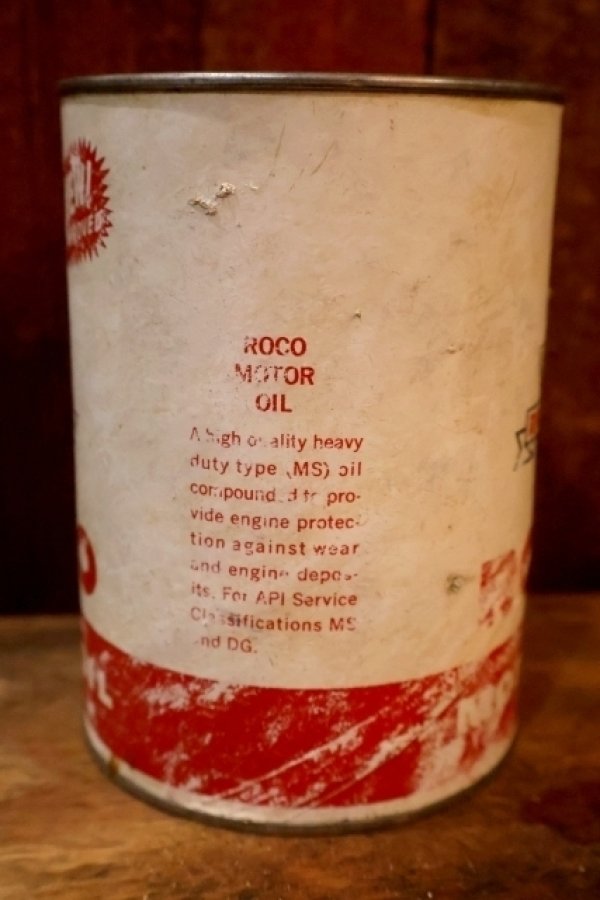 ROCO
MOTOR
OIL
A high quality heavy
duty type (MS) oil
compounded to pro-
vide engine protec-
tion against wear
and engine depos-
its. For API Service
Classifications MS
and DG.